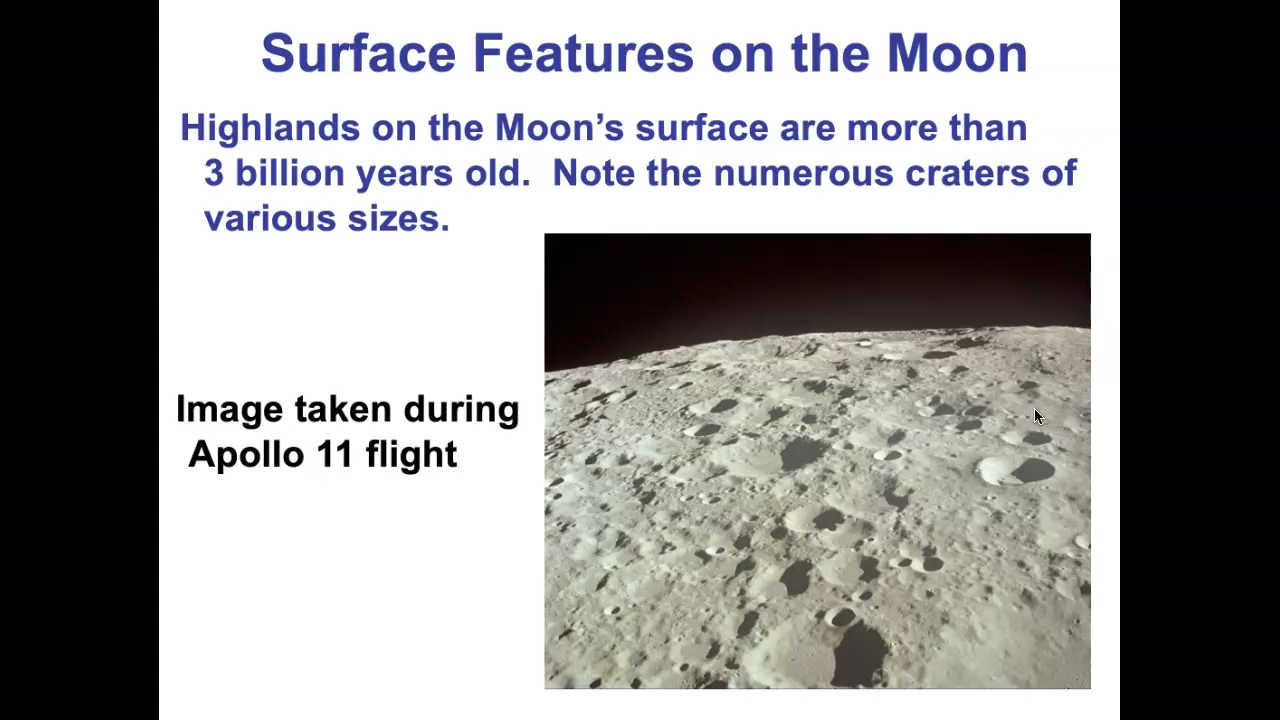 Surface Features on the Moon
Highlands on the Moon’s surface are more than
3 billion years old.  Note the numerous craters of
various sizes.
Image taken during
Apollo 11 flight